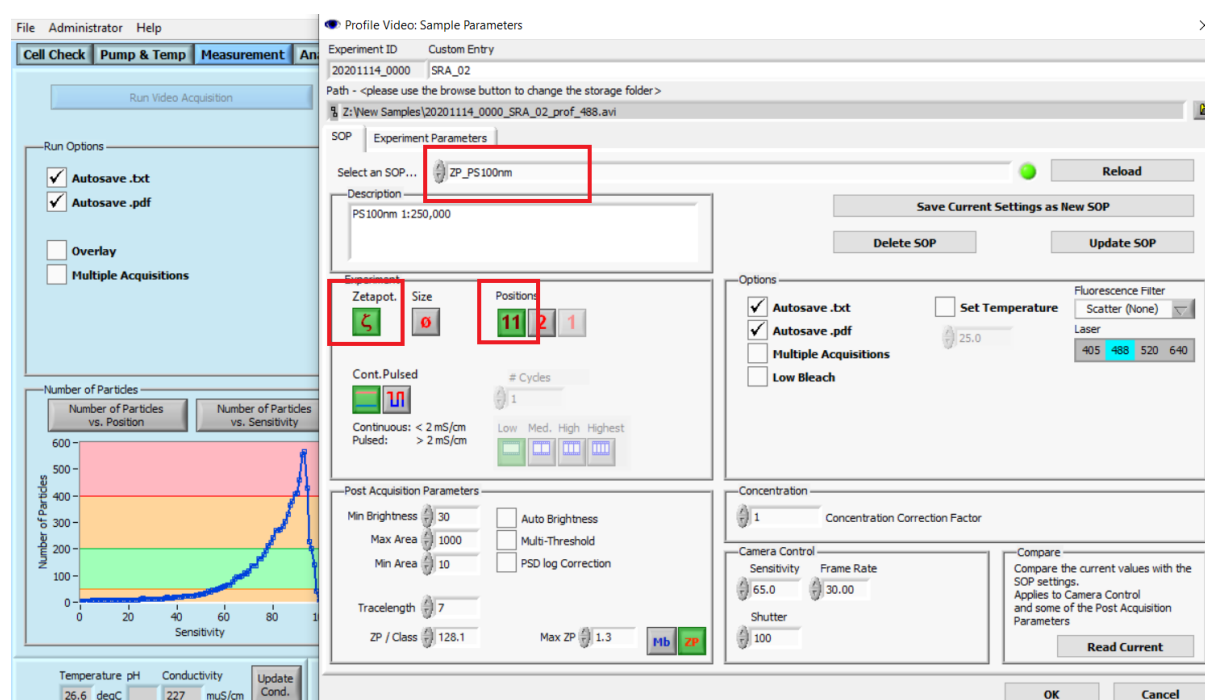 File Administrator Help
Cell Check Pump & Temp Measurement
Run Video Acquisition
Run Options
Autosave .txt
Autosave .pdf
Overlay
Multiple Acquisitions
Number of Particles
Number of Particles vs. Position
Number of Particles vs. Sensitivity
Number of Particles
600
500
400
300
200
100
0
0 20 40 60 80
Sensitivity
Temperature pH Conductivity
26.6 degC 227 muS/cm
Update Cond.
Profile Video: Sample Parameters
Experiment ID Custom Entry
20201114_0000 SRA_02
Path - <please use the browse button to change the storage folder>
Z:\New Samples\20201114_0000_SRA_02_prof_488.avi
SOP Experiment Parameters
Select an SOP... ZP_PS100nm Reload
Description
PS100nm 1:250,000
Save Current Settings as New SOP
Delete SOP Update SOP
Experiment
Zetapot. Size Positions
ζ ø 11 2 1
Cont. Pulsed
# Cycles
1
Continuous: < 2 mS/cm
Pulsed: > 2 mS/cm
Low Med. High Highest
Options
Autosave .txt
Autosave .pdf
Multiple Acquisitions
Low Bleach
Set Temperature
25.0
Fluorescence Filter
Scatter (None)
Laser
405 488 520 640
Post Acquisition Parameters
Min Brightness 30
Max Area 1000
Min Area 10
Auto Brightness
Multi-Threshold
PSD log Correction
Tracelength 7
ZP / Class 128.1 Max ZP 1.3 Mb ZP
Concentration
1 Concentration Correction Factor
Camera Control
Sensitivity Frame Rate
65.0 30.00
Shutter
100
Compare
Compare the current values with the
SOP settings.
Applies to Camera Control
and some of the Post Acquisition
Parameters
Read Current
OK Cancel